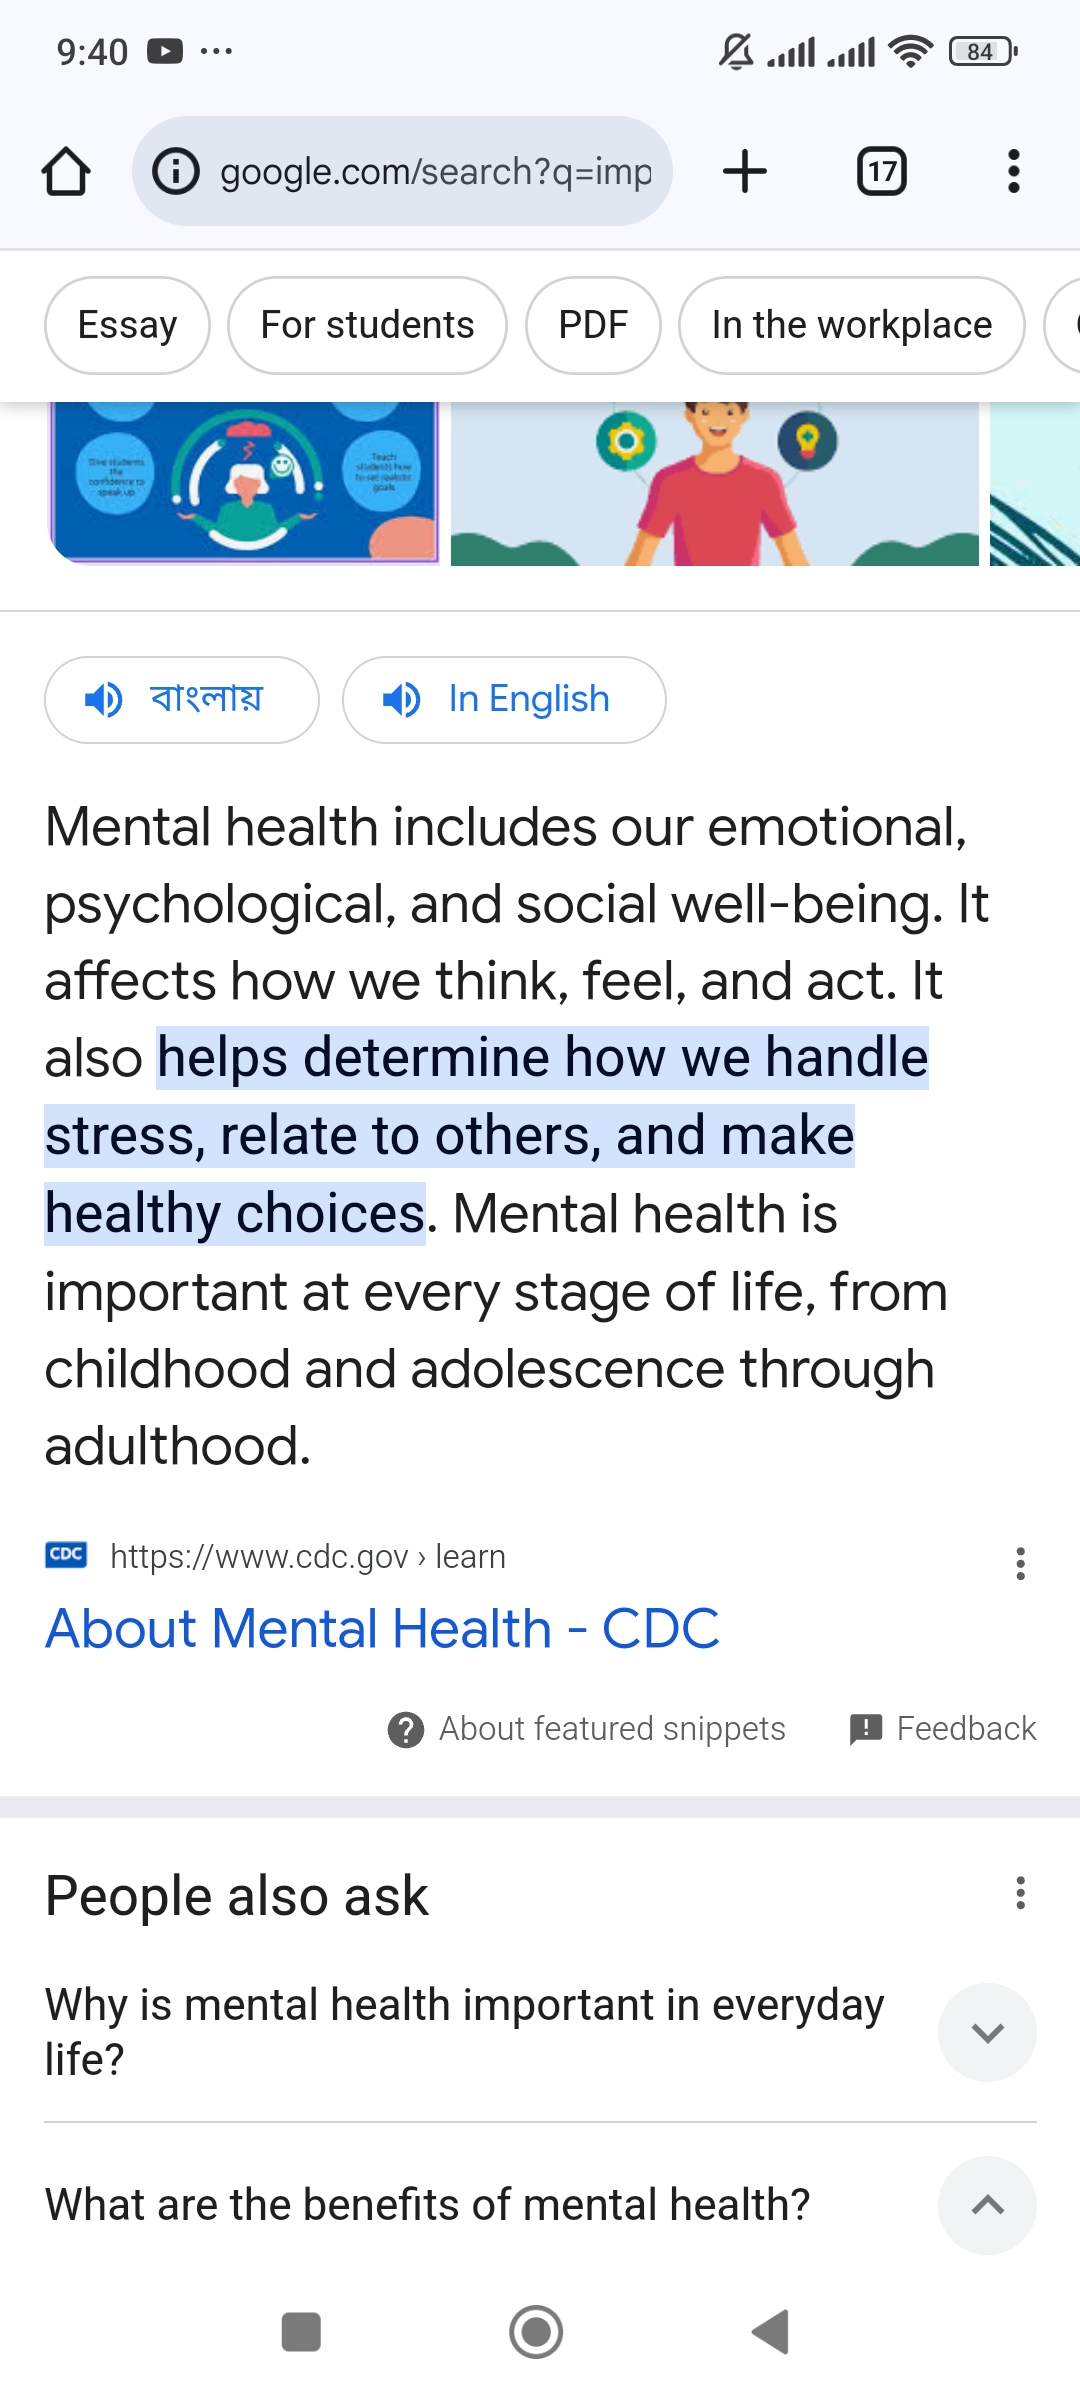 9:40
84
google.com/search?q=imp
17
Essay
For students
PDF
In the workplace
Give students
the
confidence to
speak up
Teach
students how
to set realistic
goals
বাংলায়
In English
Mental health includes our emotional,
psychological, and social well-being. It
affects how we think, feel, and act. It
also helps determine how we handle
stress, relate to others, and make
healthy choices. Mental health is
important at every stage of life, from
childhood and adolescence through
adulthood.
CDC https://www.cdc.gov › learn
About Mental Health - CDC
About featured snippets
Feedback
People also ask
Why is mental health important in everyday
life?
What are the benefits of mental health?